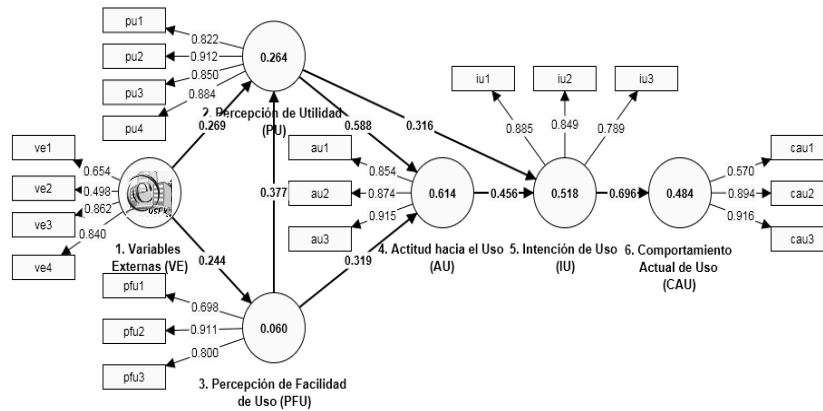 pu1
pu2
pu3
pu4
0.822
0.912
0.850
0.884
0.264
2. Percepción de Utilidad
(PU)
0.269
0.588
0.316
iu1
iu2
iu3
0.885
0.849
0.789
ve1
ve2
ve3
ve4
0.654
0.498
0.862
0.840
1. Variables
Externas (VE)
0.377
0.244
au1
au2
au3
0.854
0.874
0.915
0.614
0.456
0.518
0.696
0.484
0.570
0.894
0.916
cau1
cau2
cau3
4. Actitud hacia el Uso
(AU)
5. Intención de Uso
(IU)
6. Comportamiento
Actual de Uso
(CAU)
0.319
pfu1
pfu2
pfu3
0.698
0.911
0.800
0.060
3. Percepción de Facilidad
de Uso (PFU)